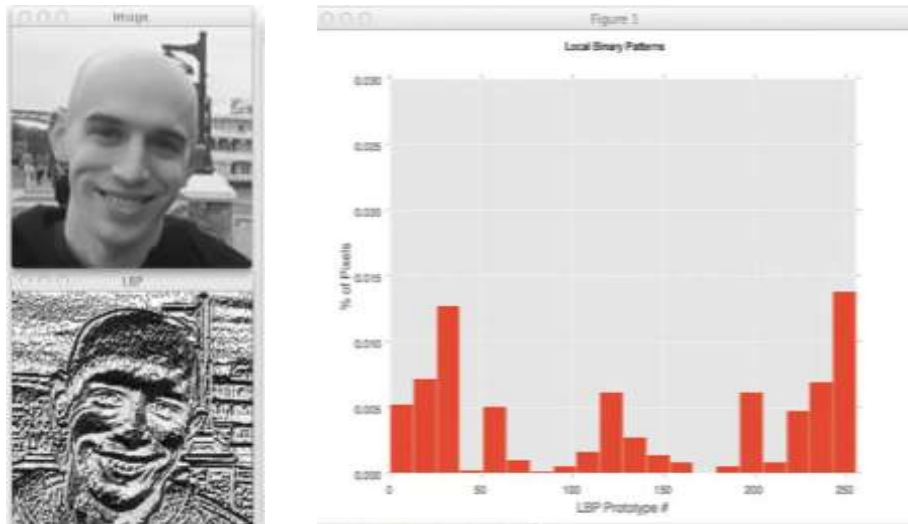 Image
LBP
Figure 1
Local Binary Patterns
0.030
0.025
0.020
0.015
0.010
0.005
0.000
% of Pixels
0 50 100 150 200 250
LBP Prototype #